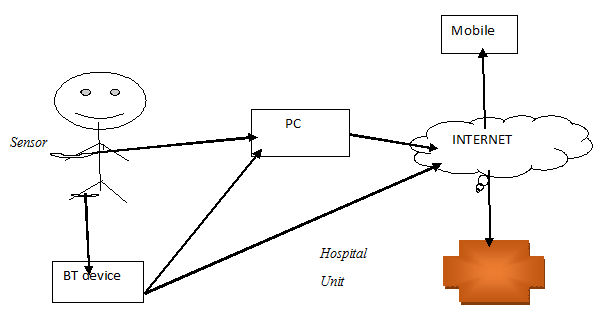 Mobile
PC
INTERNET
Sensor
Hospital
Unit
BT device